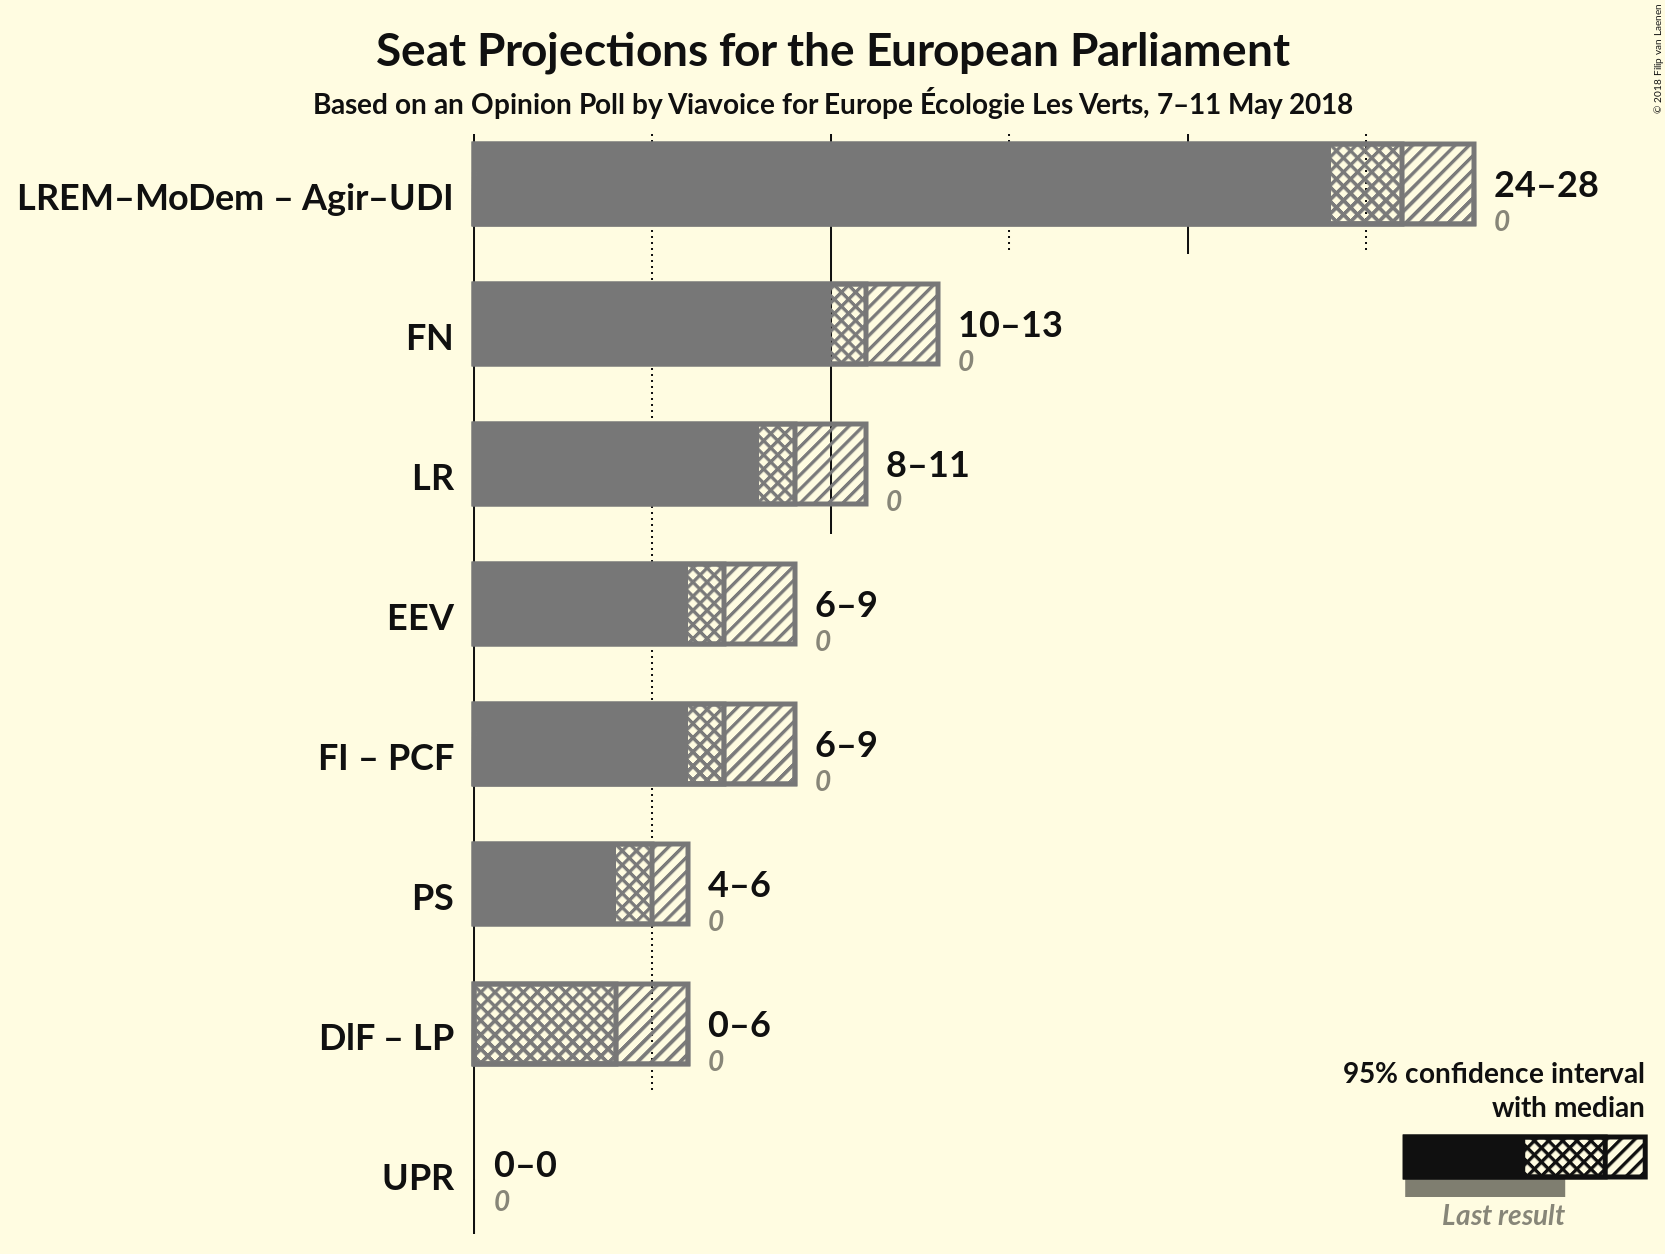 Seat Projections for the European Parliament
Based on an Opinion Poll by Viavoice for Europe Écologie Les Verts, 7–11 May 2018
© 2018 Filip van Laenen
LREM–MoDem – Agir–UDI
24–28
0
FN
10–13
0
LR
8–11
0
EEV
6–9
0
FI – PCF
6–9
0
PS
4–6
0
DlF – LP
0–6
0
UPR
0–0
0
95% confidence interval
with median
Last result